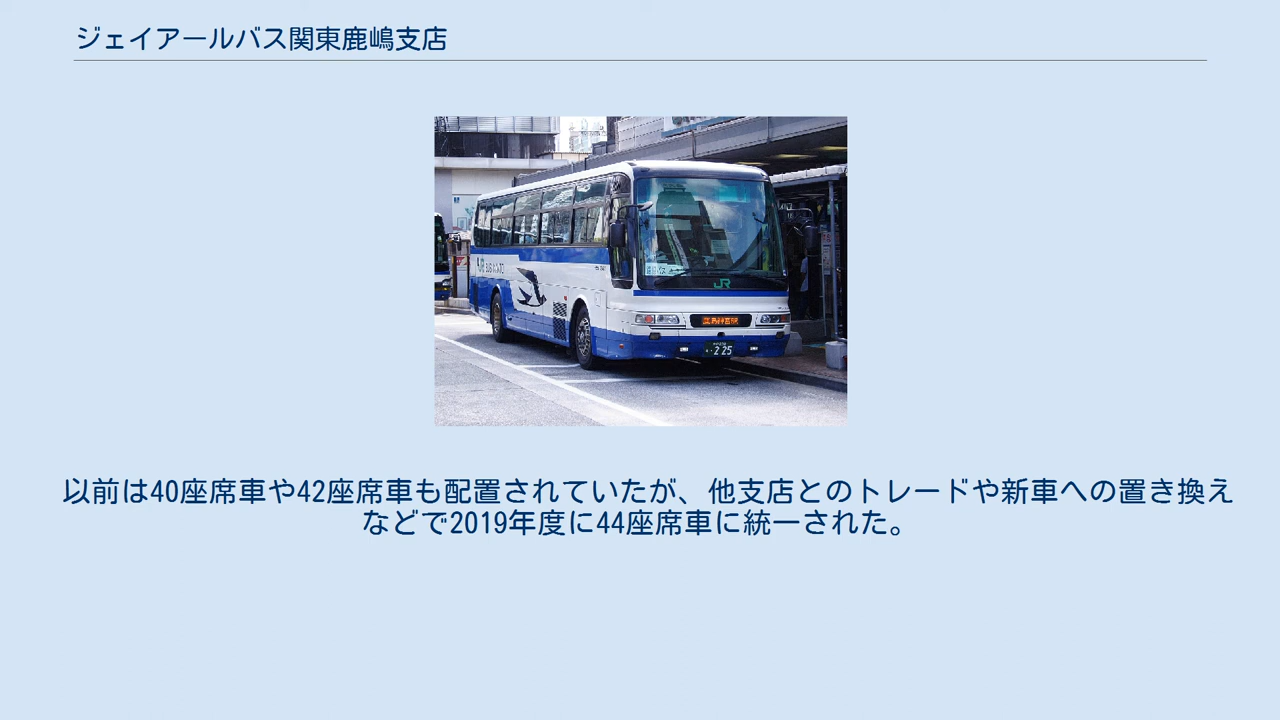 ジェイアールバス関東鹿嶋支店
JR
225
以前は40座席車や42座席車も配置されていたが、他支店とのトレードや新車への置き換え
などで2019年度に44座席車に統一された。